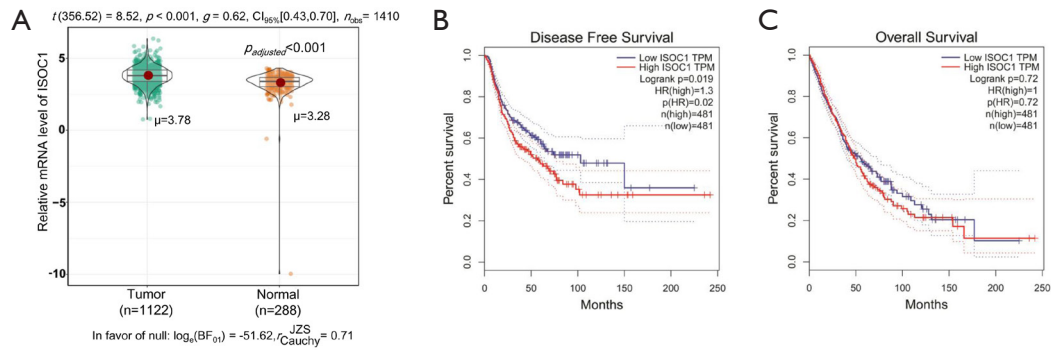 A
t(356.52) = 8.52, p < 0.001, g = 0.62, CI95%[0.43,0.70], nobs = 1410
Relative mRNA level of ISOC1
5
0
−5
-10
padjusted<0.001
μ=3.78
μ=3.28
Tumor
(n=1122)
Normal
(n=288)
In favor of null: loge(BF01) = -51.62, r JZS Cauchy = 0.71
B
Disease Free Survival
Low ISOC1 TPM
High ISOC1 TPM
Logrank p=0.019
HR(high)=1.3
p(HR)=0.02
n(high)=481
n(low)=481
Percent survival
1.0
0.8
0.6
0.4
0.2
0.0
0
50
100
150
200
250
Months
C
Overall Survival
Low ISOC1 TPM
High ISOC1 TPM
Logrank p=0.72
HR(high)=1
p(HR)=0.72
n(high)=481
n(low)=481
Percent survival
1.0
0.8
0.6
0.4
0.2
0.0
0
50
100
150
200
250
Months